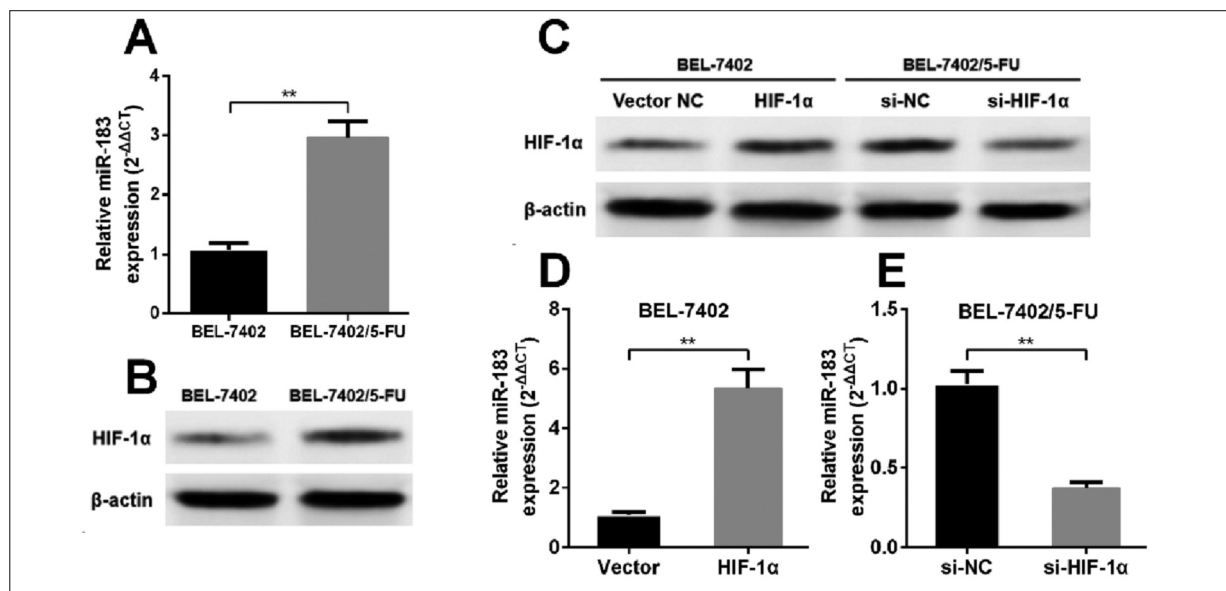 A
Relative miR-183
expression (2^-ΔΔCT)
4
3
2
1
0
**
BEL-7402 BEL-7402/5-FU
B
BEL-7402 BEL-7402/5-FU
HIF-1α
β-actin
C
BEL-7402 BEL-7402/5-FU
Vector NC HIF-1α si-NC si-HIF-1α
HIF-1α
β-actin
D
BEL-7402
Relative miR-183
expression (2^-ΔΔCT)
8
6
4
2
0
**
Vector HIF-1α
E
BEL-7402/5-FU
Relative miR-183
expression (2^-ΔΔCT)
1.5
1.0
0.5
0.0
**
si-NC si-HIF-1α